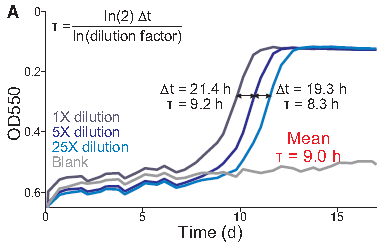 A
τ = ln(2) Δt
ln(dilution factor)
0
0.2
0.4
0.6
OD550
Δt = 21.4 h
τ = 9.2 h
Δt = 19.3 h
τ = 8.3 h
1X dilution
5X dilution
25X dilution
Blank
Mean
τ = 9.0 h
0
5
10
15
Time (d)